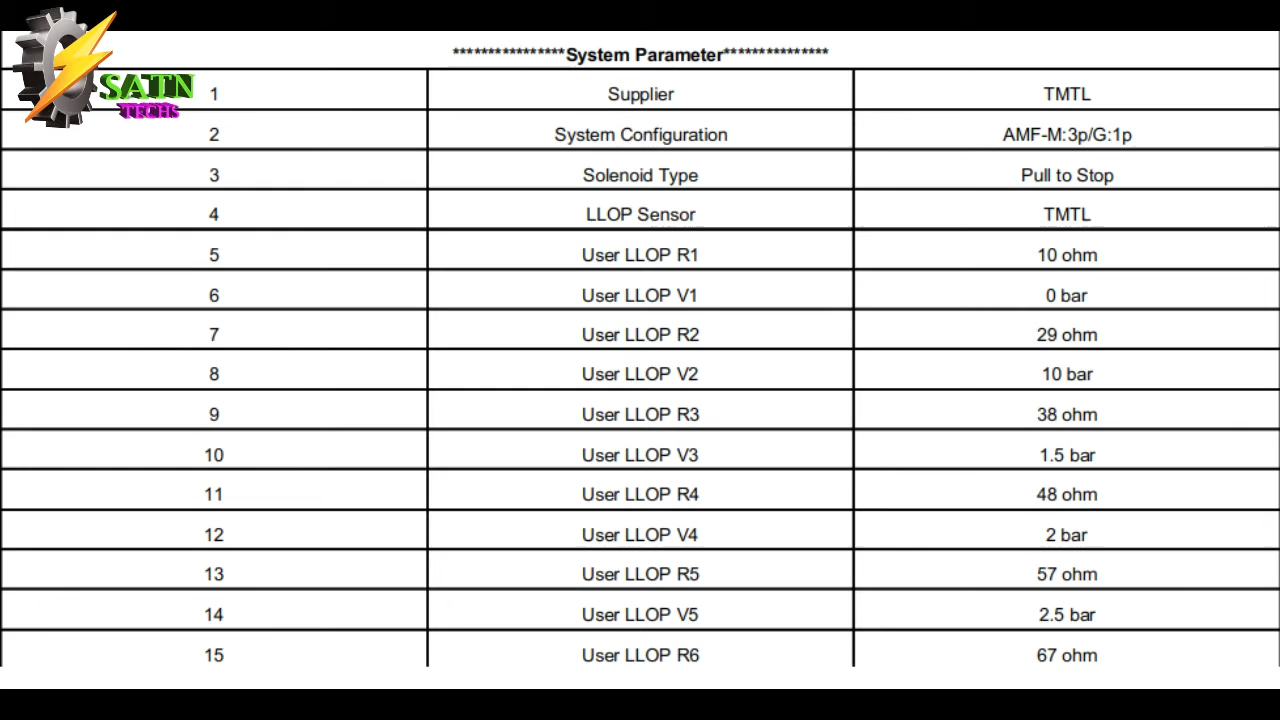 SATN
TECHs
****************System Parameter***************
1 Supplier TMTL
2 System Configuration AMF-M:3p/G:1p
3 Solenoid Type Pull to Stop
4 LLOP Sensor TMTL
5 User LLOP R1 10 ohm
6 User LLOP V1 0 bar
7 User LLOP R2 29 ohm
8 User LLOP V2 10 bar
9 User LLOP R3 38 ohm
10 User LLOP V3 1.5 bar
11 User LLOP R4 48 ohm
12 User LLOP V4 2 bar
13 User LLOP R5 57 ohm
14 User LLOP V5 2.5 bar
15 User LLOP R6 67 ohm